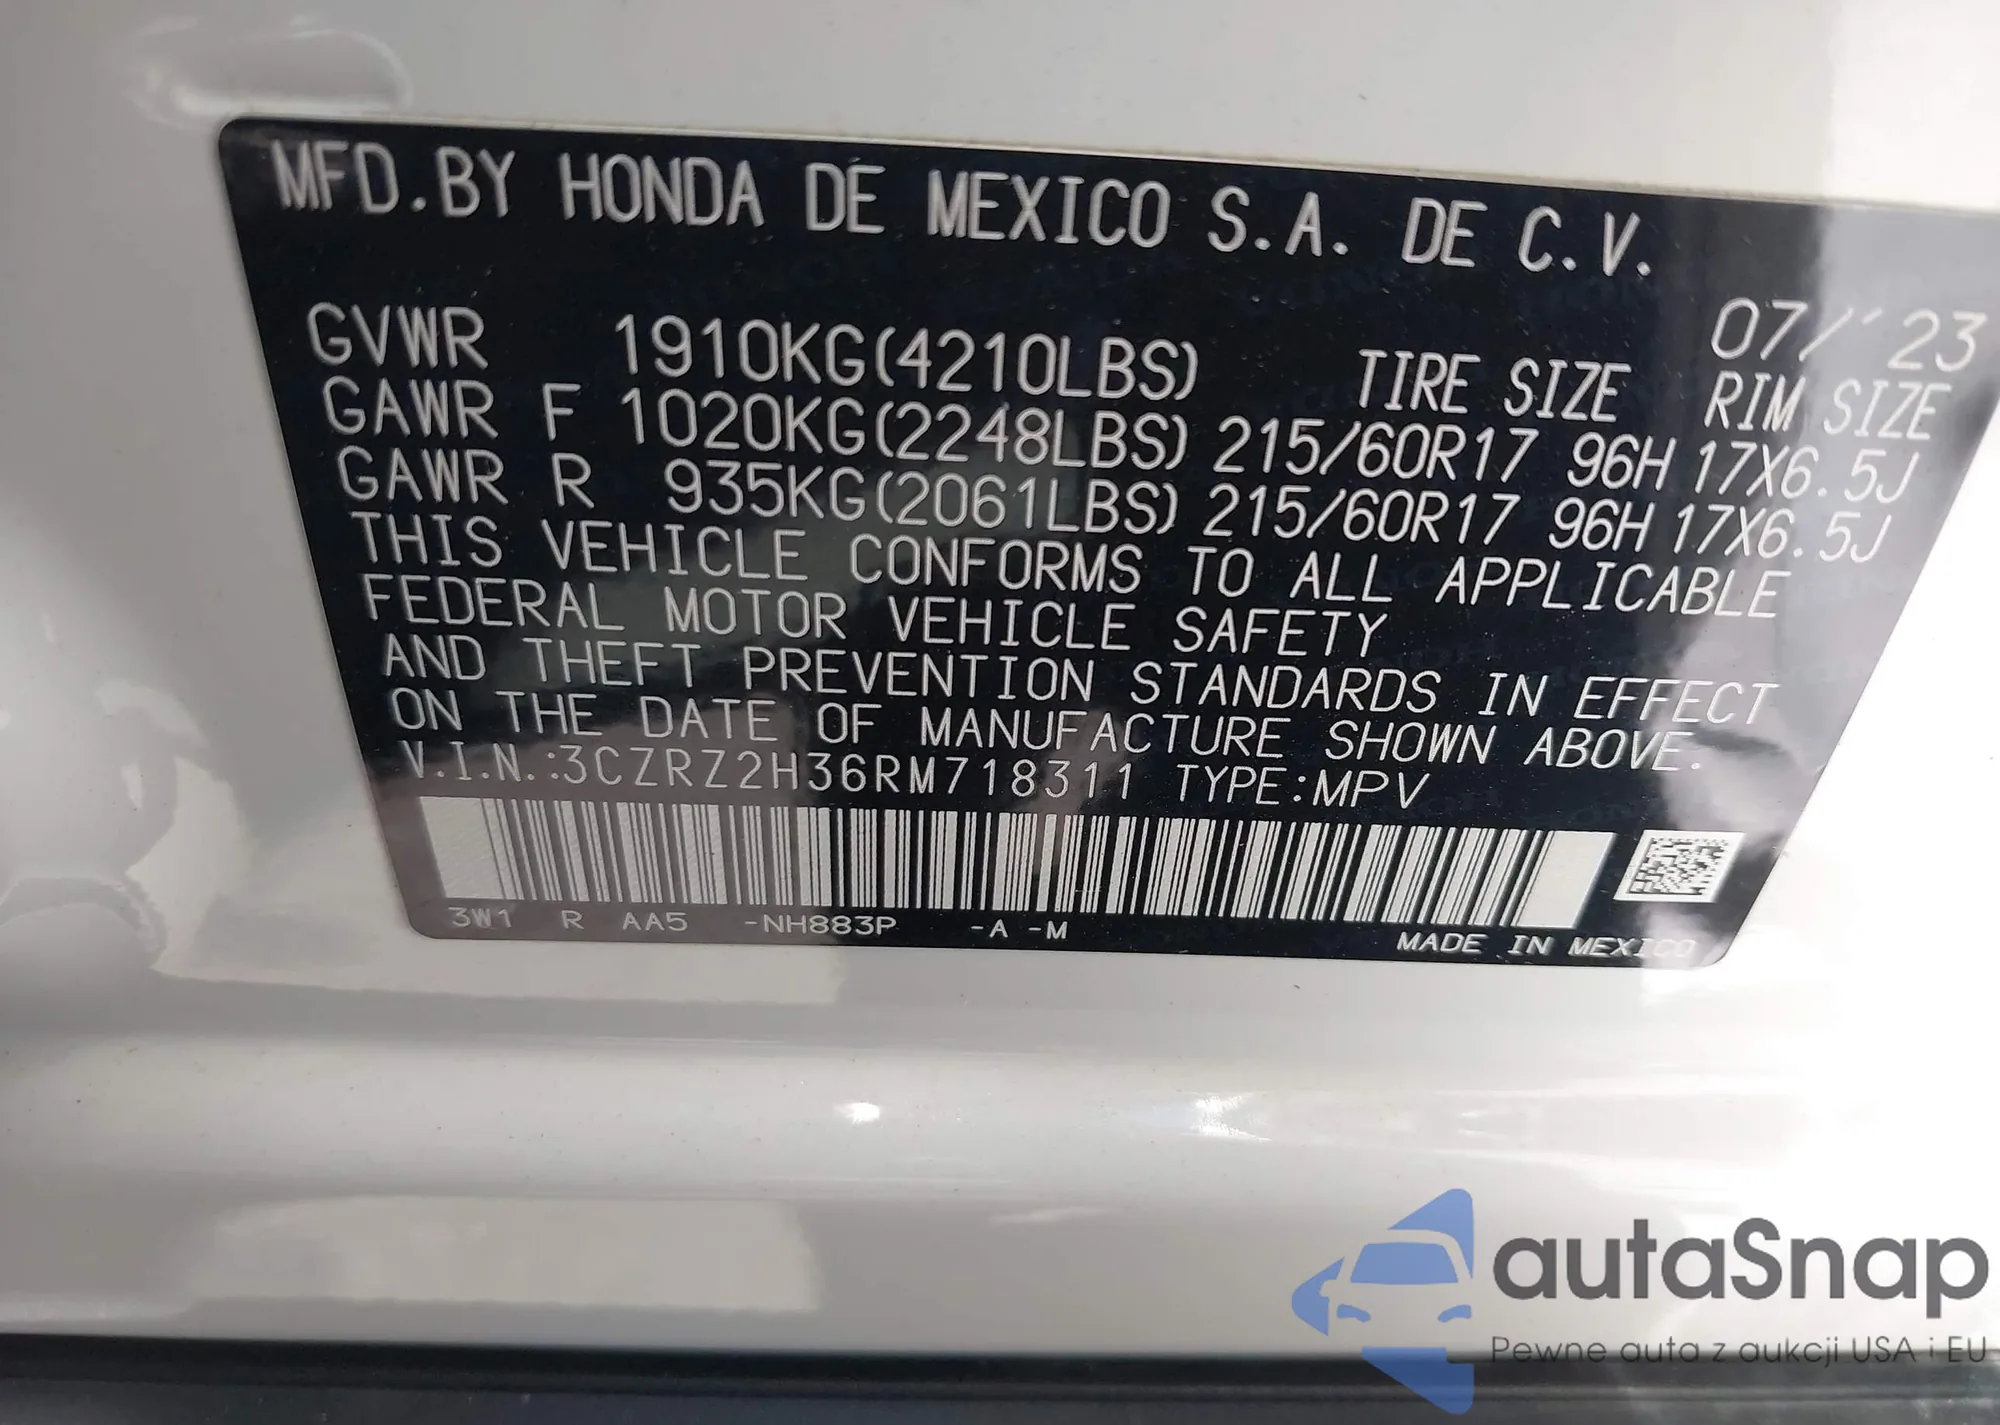 MFD.BY HONDA DE MEXICO S.A. DE C.V.
07/'23
GVWR 1910KG(4210LBS) TIRE SIZE RIM SIZE
GAWR F 1020KG(2248LBS) 215/60R17 96H 17X6.5J
GAWR R 935KG(2061LBS) 215/60R17 96H 17X6.5J
THIS VEHICLE CONFORMS TO ALL APPLICABLE
FEDERAL MOTOR VEHICLE SAFETY
AND THEFT PREVENTION STANDARDS IN EFFECT
ON THE DATE OF MANUFACTURE SHOWN ABOVE.
V.I.N.:3CZRZ2H36RM718311 TYPE:MPV
3W1 R AA5 -NH883P -A -M
MADE IN MEXICO
autaSnap
Pewne auta z aukcji USA i EU